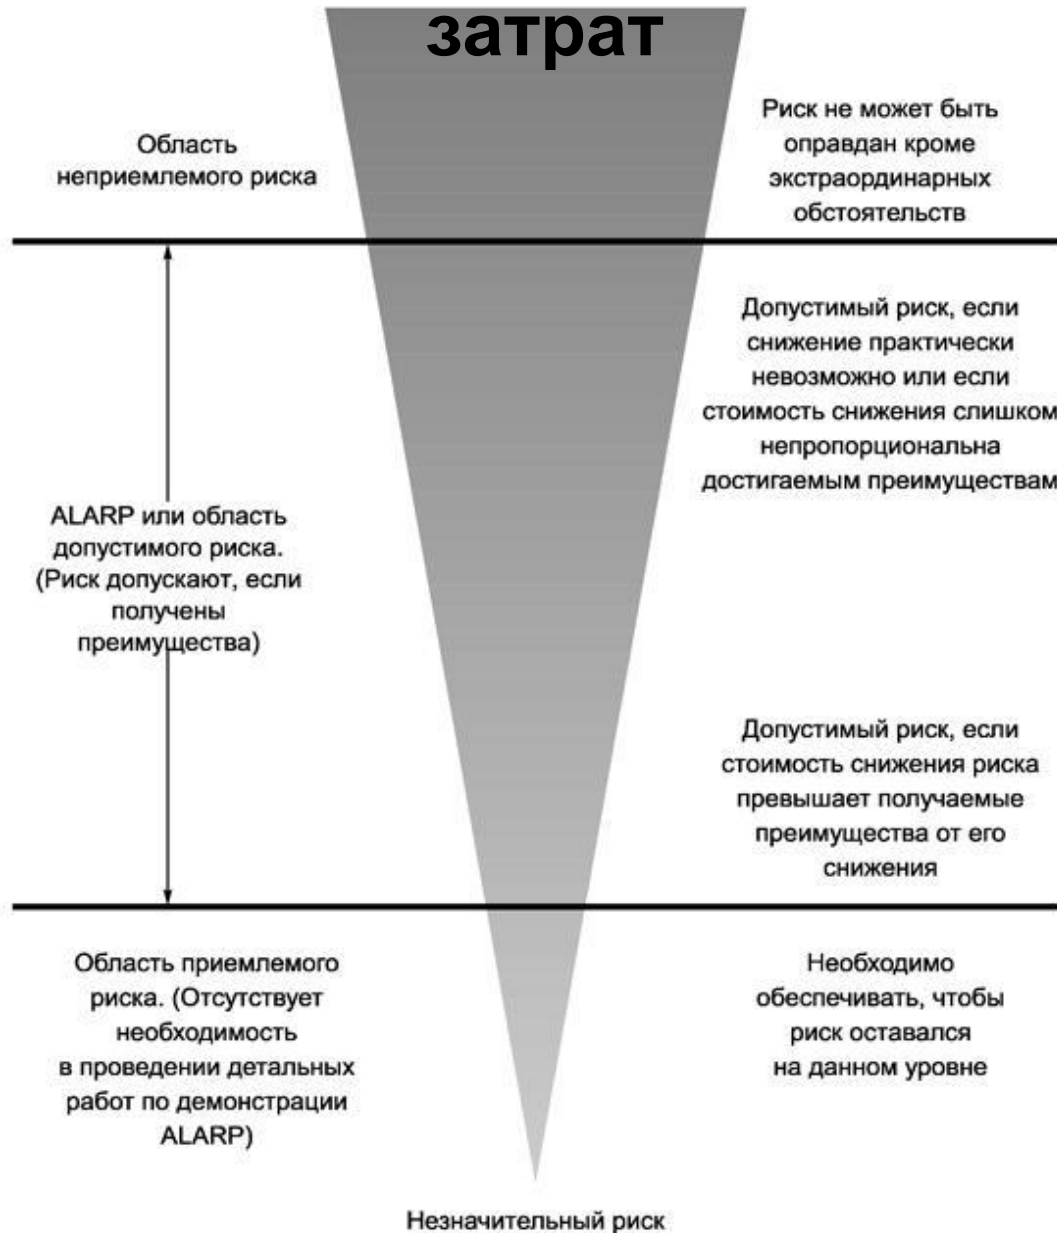 затрат
Область
неприемлемого риска
Риск не может быть
оправдан кроме
экстраординарных
обстоятельств
Допустимый риск, если
снижение практически
невозможно или если
стоимость снижения слишком
непропорциональна
достигаемым преимуществам
ALARP или область
допустимого риска.
(Риск допускают, если
получены
преимущества)
Допустимый риск, если
стоимость снижения риска
превышает получаемые
преимущества от его
снижения
Область приемлемого
риска. (Отсутствует
необходимость
в проведении детальных
работ по демонстрации
ALARP)
Необходимо
обеспечивать, чтобы
риск оставался
на данном уровне
Незначительный риск